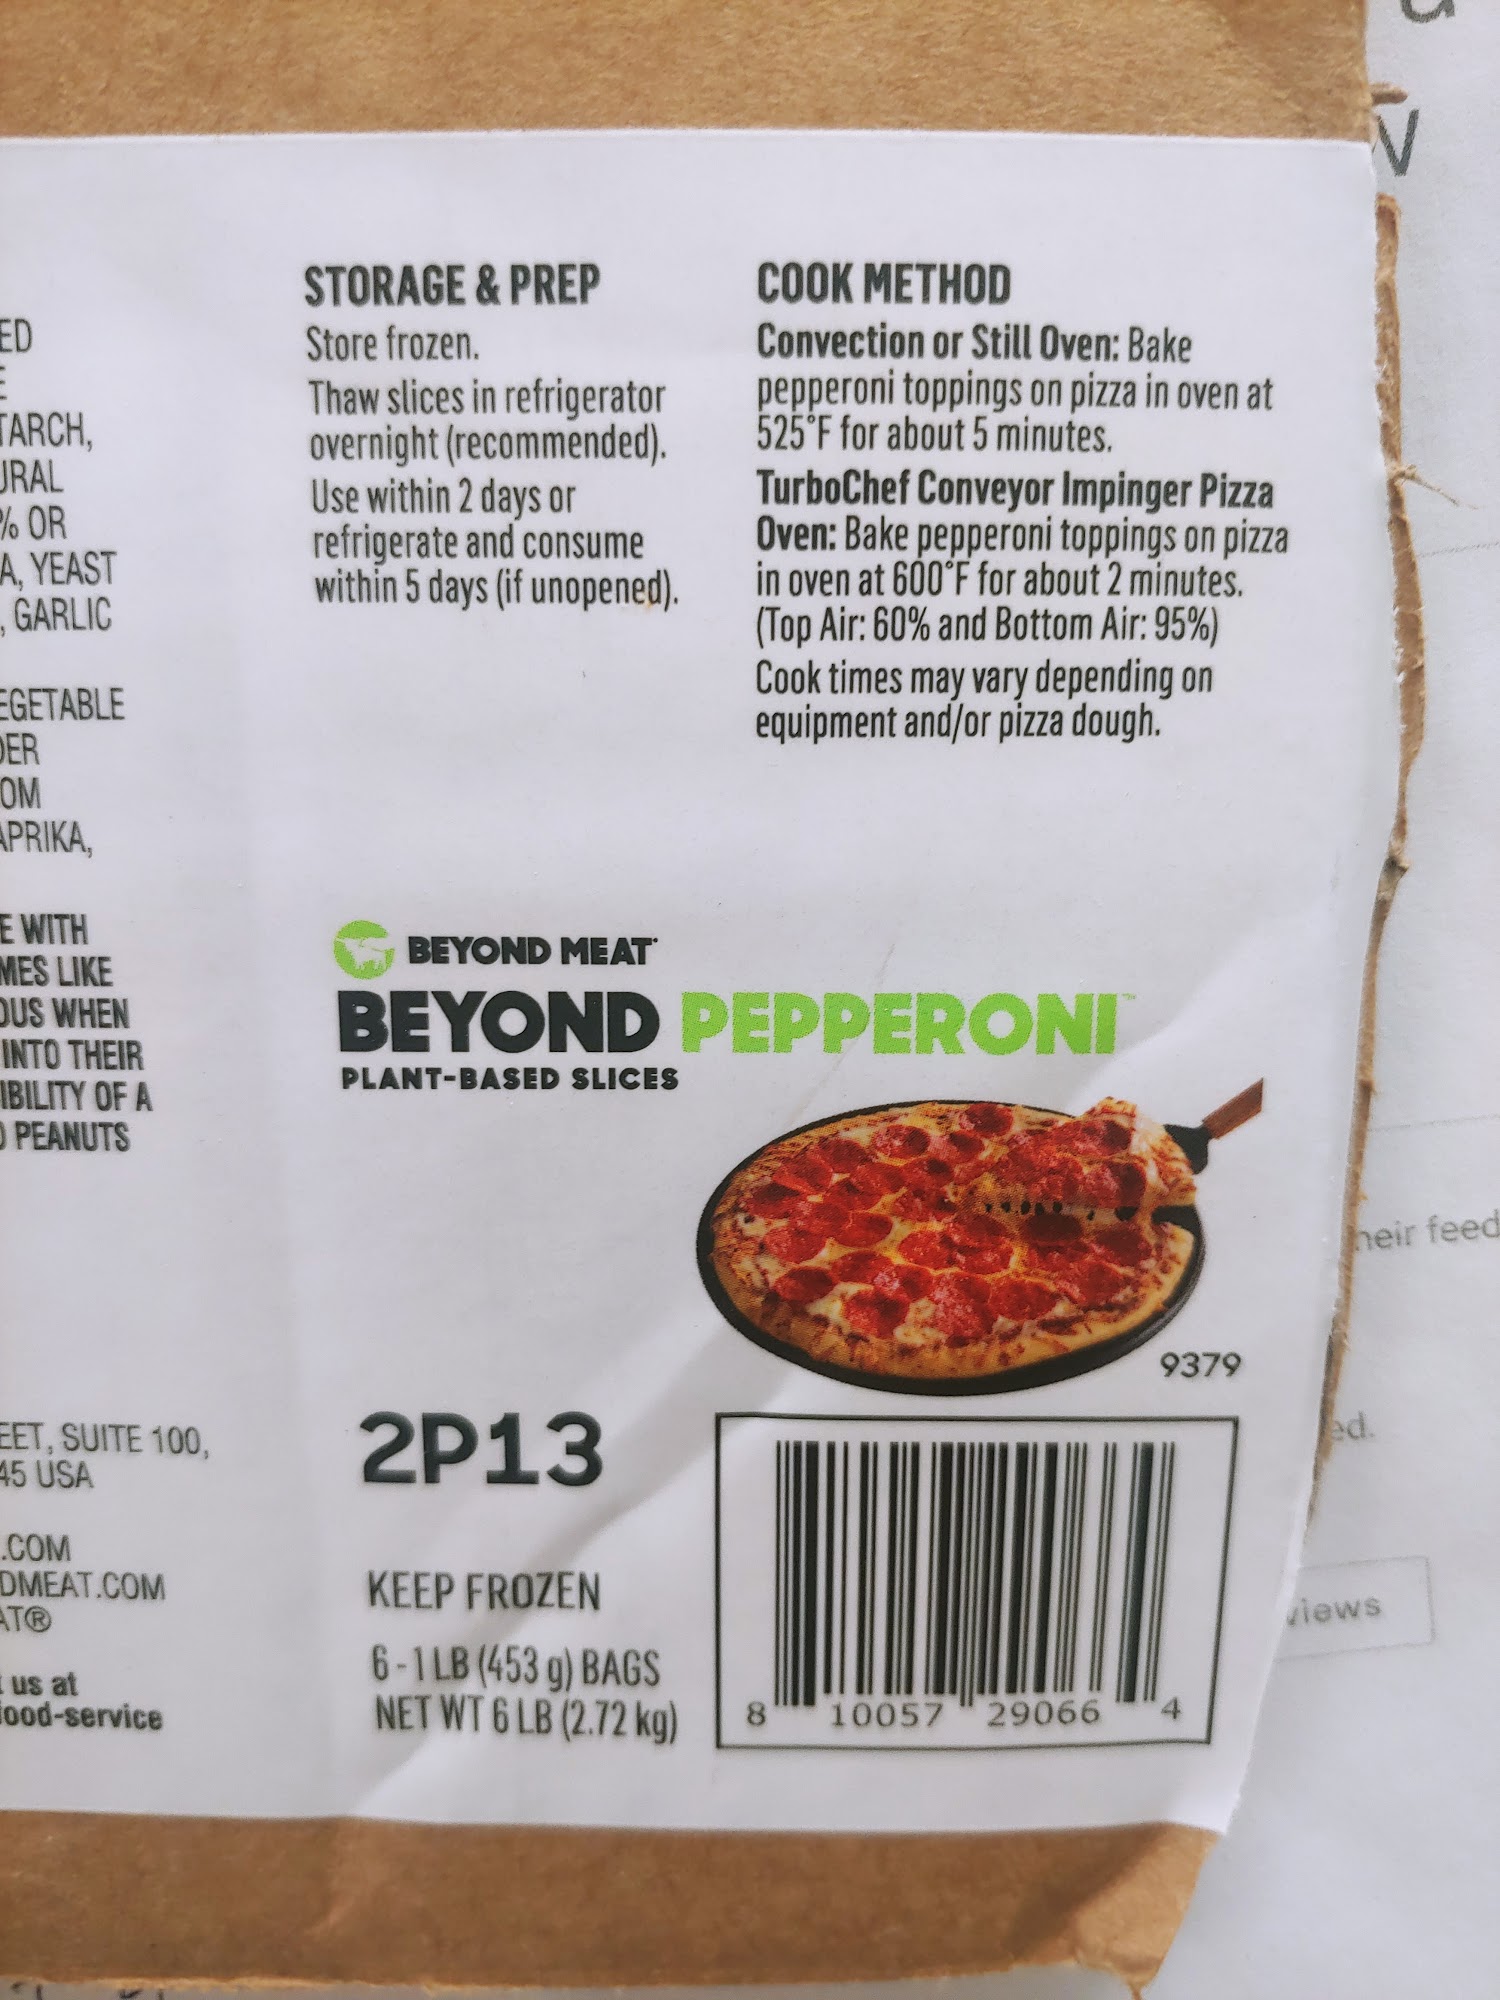 ED
E
TARCH,
URAL
% OR
A, YEAST
, GARLIC
EGETABLE
DER
OM
APRIKA,
E WITH
MES LIKE
OUS WHEN
INTO THEIR
IBILITY OF A
D PEANUTS
EET, SUITE 100,
45 USA
.COM
DMEAT.COM
AT®
t us at
food-service
STORAGE & PREP
Store frozen.
Thaw slices in refrigerator
overnight (recommended).
Use within 2 days or
refrigerate and consume
within 5 days (if unopened).
COOK METHOD
Convection or Still Oven: Bake
pepperoni toppings on pizza in oven at
525°F for about 5 minutes.
TurboChef Conveyor Impinger Pizza
Oven: Bake pepperoni toppings on pizza
in oven at 600°F for about 2 minutes.
(Top Air: 60% and Bottom Air: 95%)
Cook times may vary depending on
equipment and/or pizza dough.
BEYOND MEAT®
BEYOND PEPPERONI™
PLANT-BASED SLICES
9379
2P13
KEEP FROZEN
6 - 1 LB (453 g) BAGS
NET WT 6 LB (2.72 kg)
8 10057 29066 4
heir feed
ed.
views